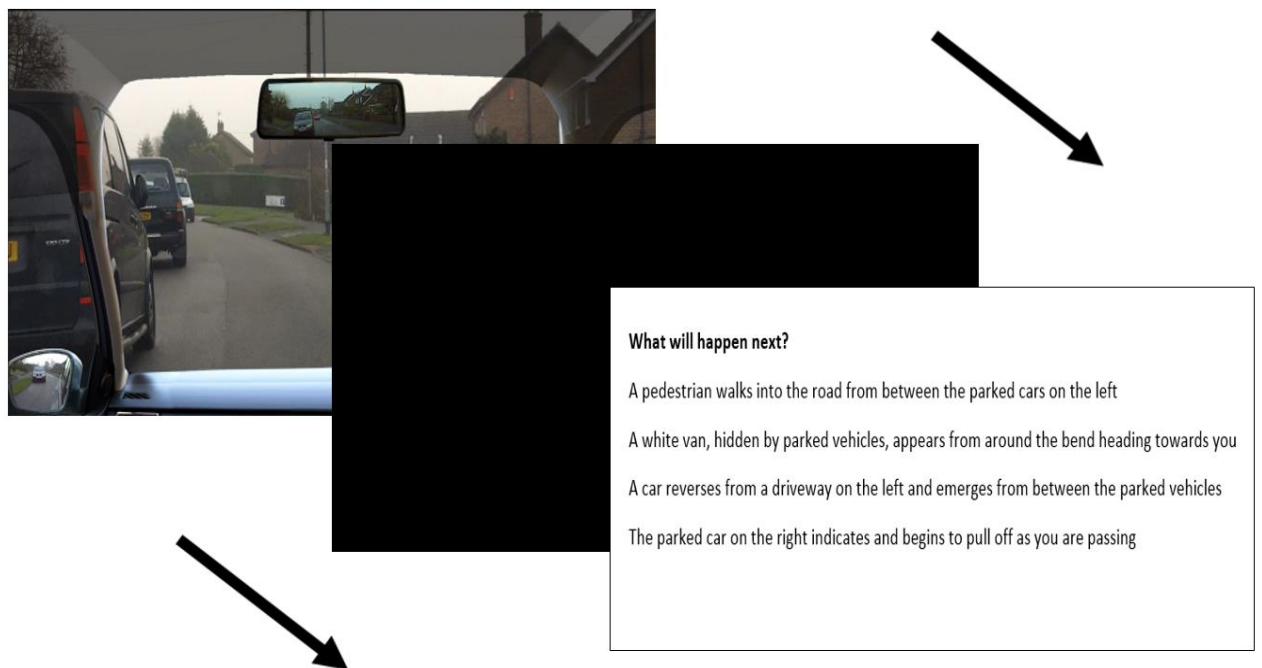 What will happen next?
A pedestrian walks into the road from between the parked cars on the left
A white van, hidden by parked vehicles, appears from around the bend heading towards you
A car reverses from a driveway on the left and emerges from between the parked vehicles
The parked car on the right indicates and begins to pull off as you are passing